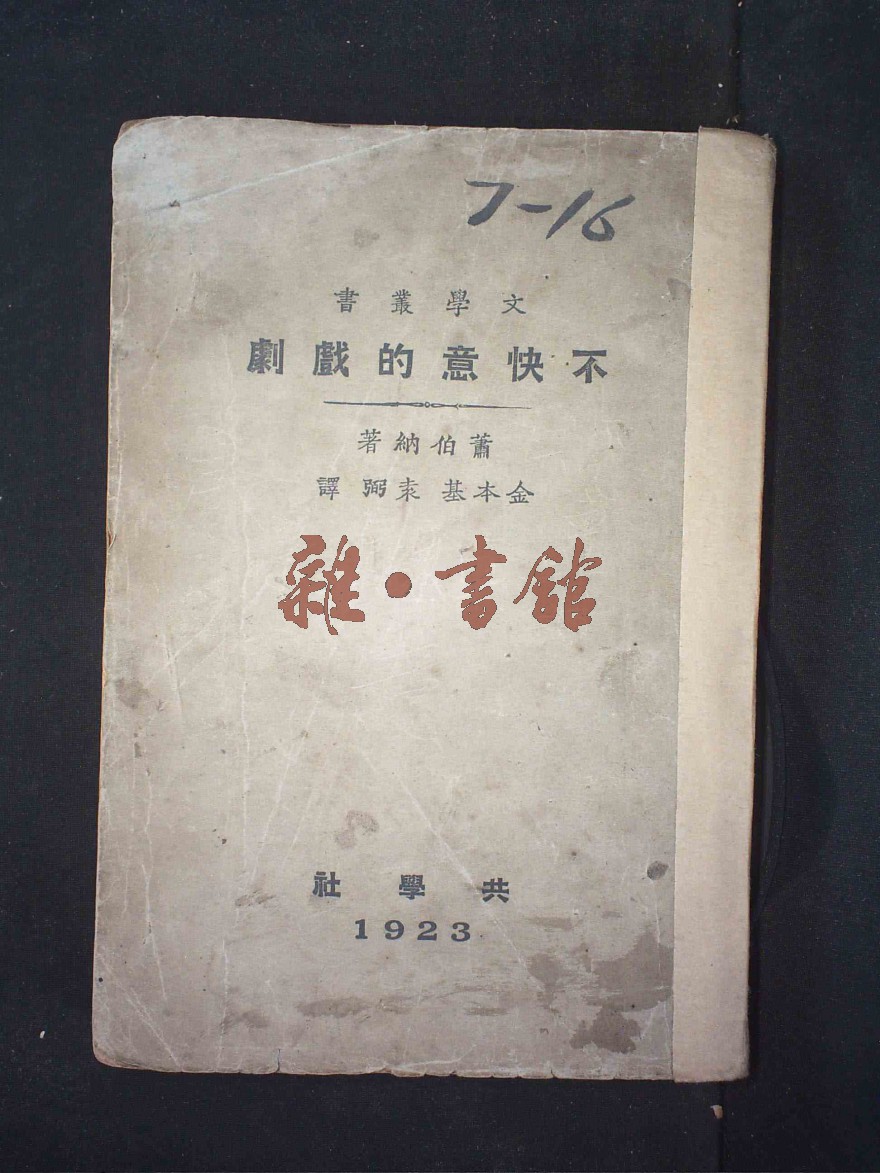 7-16
文學叢書
不快意的戲劇
蕭伯納著
金本基 袁弼 譯
雜·書館
共學社
1923